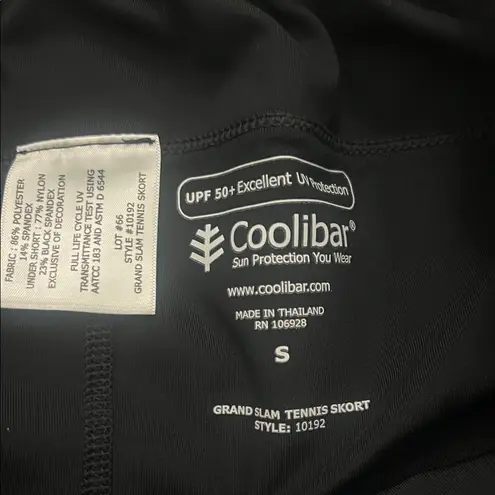 FABRIC : 86% POLYESTER
14% SPANDEX
UNDER SHORT : 77% NYLON
23% BLACK SPANDEX
EXCLUSIVE OF DECORATION
FULL LIFE CYCLE UV
TRANSMITTANCE TEST USING
AATCC 183 AND ASTM D 6544
LOT #66
STYLE #10192
GRAND SLAM TENNIS SKORT
UPF 50+ Excellent UV Protection
Coolibar®
Sun Protection You Wear
www.coolibar.com
MADE IN THAILAND
RN 106928
S
GRAND SLAM TENNIS SKORT
STYLE: 10192